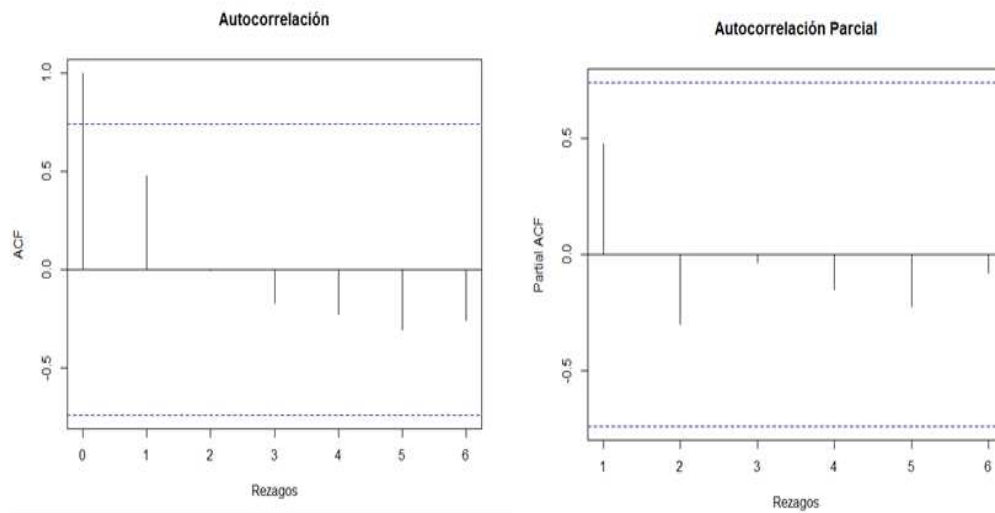 Autocorrelación
ACF
1.0
0.5
0.0
-0.5
0 1 2 3 4 5 6
Rezagos
Autocorrelación Parcial
Partial ACF
0.5
0.0
-0.5
1 2 3 4 5 6
Rezagos